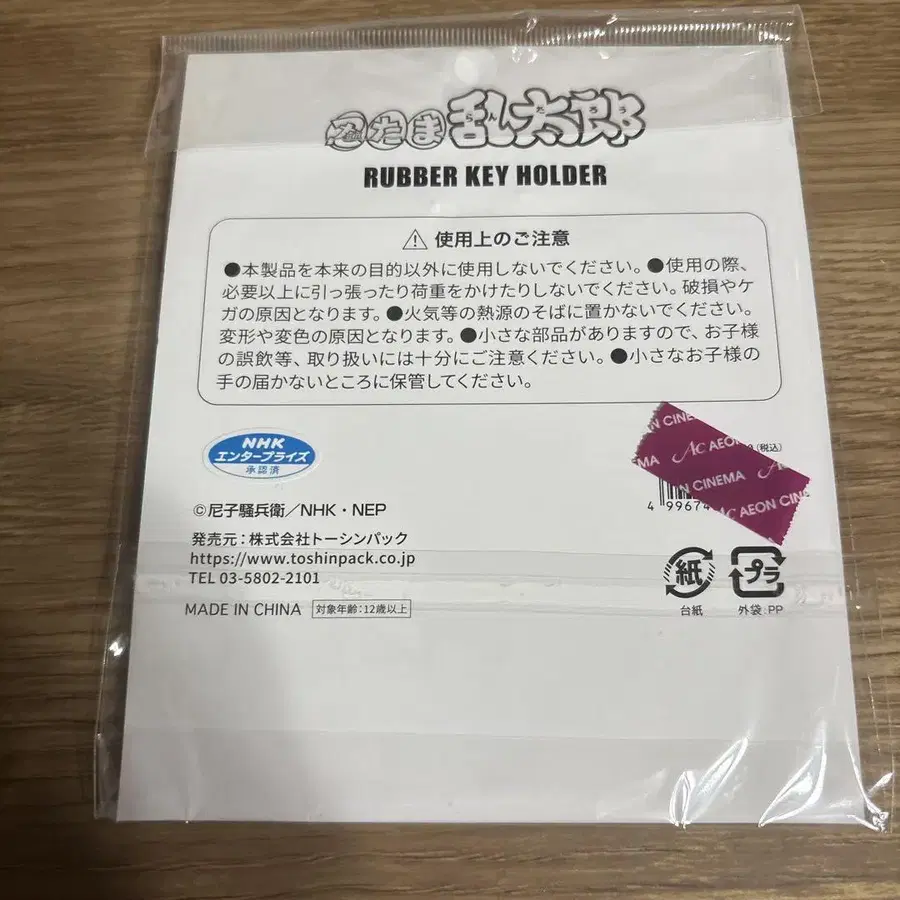 忍たま乱太郎
らんたろう
RUBBER KEY HOLDER
⚠ 使用上のご注意
●本製品を本来の目的以外に使用しないでください。●使用の際、
必要以上に引っ張ったり荷重をかけたりしないでください。破損やケ
ガの原因となります。●火気等の熱源のそばに置かないでください。
変形や変色の原因となります。●小さな部品がありますので、お子様
の誤飲等、取り扱いには十分にご注意ください。●小さなお子様の
手の届かないところに保管してください。
NHK
エンタープライズ
承認済
N CINE
AC AEON
(税込)
MA
N CINEMA
AC AEON CINE
4 99674
©尼子騒兵衛/NHK・NEP
発売元:株式会社トーシンパック
https://www.toshinpack.co.jp
TEL 03-5802-2101
MADE IN CHINA 対象年齢:12歳以上
紙
台紙
プラ
外袋:PP